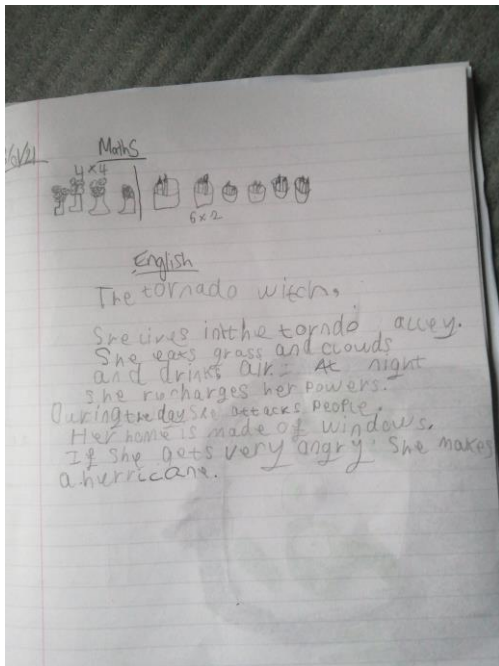 Maths
4 x 4
6 x 2
English
The tornado witch.
She lives in the torndo alley.
She eats grass and clouds
and drinks air. At night
she recharges her powers.
During the day She attacks People.
Her home is made of windows.
If She gets very angry She makes
a hurricane.